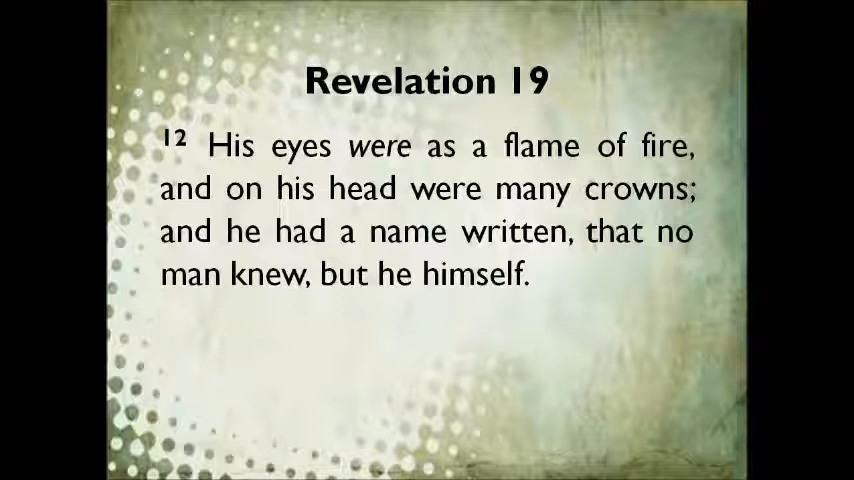 Revelation 19
12 His eyes were as a flame of fire,
and on his head were many crowns;
and he had a name written, that no
man knew, but he himself.